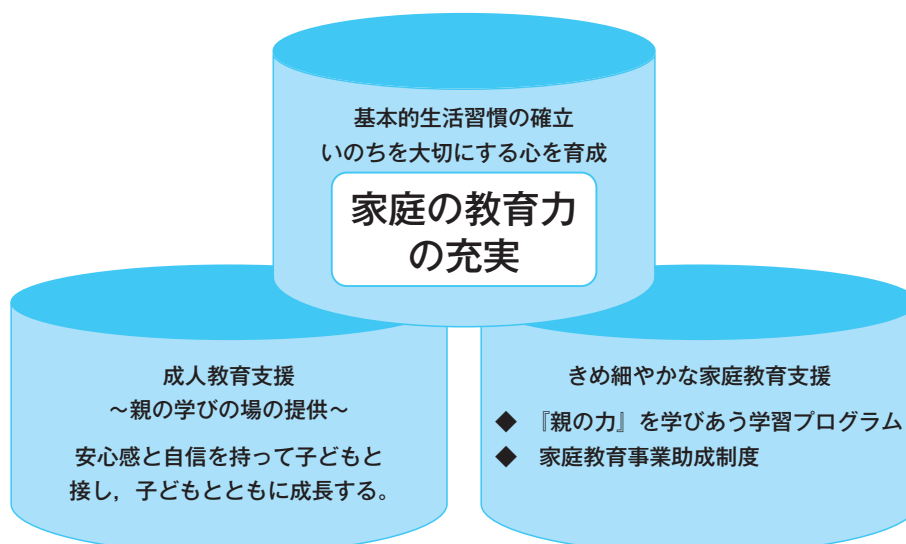 基本的生活習慣の確立
いのちを大切にする心を育成
家庭の教育力
の充実
成人教育支援
～親の学びの場の提供～
安心感と自信を持って子どもと
接し，子どもとともに成長する。
きめ細やかな家庭教育支援
◆ 『親の力』を学びあう学習プログラム
◆ 家庭教育事業助成制度